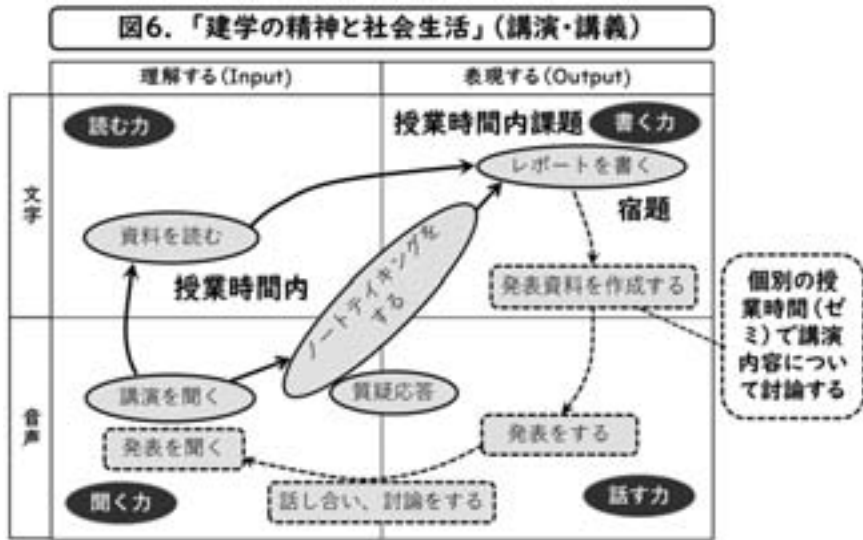 図6.「建学の精神と社会生活」(講演・講義)
理解する(Input)
表現する(Output)
文字
音声
読む力
授業時間内課題
書く力
レポートを書く
宿題
資料を読む
授業時間内
ノートテイキングを
する
発表資料を作成する
個別の授
業時間(ゼ
ミ)で講演
内容につい
て討論する
講演を聞く
質疑応答
発表を聞く
発表をする
聞く力
話し合い、討論をする
話す力